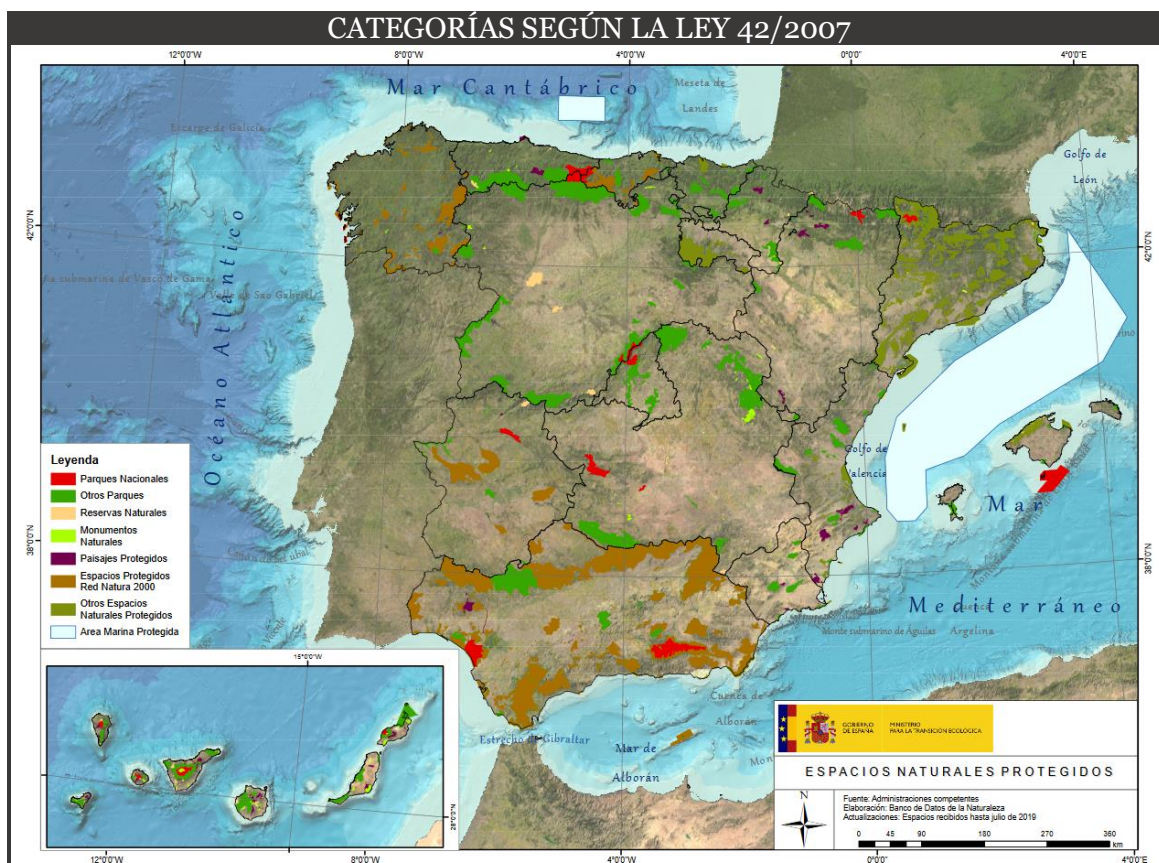 CATEGORÍAS SEGÚN LA LEY 42/2007
12°0'0"W
8°0'0"W
4°0'0"W
0°0'0"
4°0'0"E
Mar Cantábrico
Meseta de
Landes
Escarpe de Galicia
Golfo de
León
42°0'0"N
42°0'0"N
Océano Atlántico
Valle de Sao Gabriel
Golfo de
Valencia
Mar
Mediterráneo
38°0'0"N
38°0'0"N
Leyenda
Parques Nacionales
Otros Parques
Reservas Naturales
Monumentos
Naturales
Paisajes Protegidos
Espacios Protegidos
Red Natura 2000
Otros Espacios
Naturales Protegidos
Area Marina Protegida
Monte submarino de Águilas
Argelina
Cuenca de
Alborán
Estrecho de Gibraltar
Mar de
Alborán
15°0'0"W
28°0'0"N
GOBIERNO
DE ESPAÑA
MINISTERIO
PARA LA TRANSICIÓN ECOLÓGICA
ESPACIOS NATURALES PROTEGIDOS
N
Fuente: Administraciones competentes
Elaboración: Banco de Datos de la Naturaleza
Actualizaciones: Espacios recibidos hasta julio de 2019
0 45 90 180 270 360
km
12°0'0"W
4°0'0"W
0°0'0"
4°0'0"E